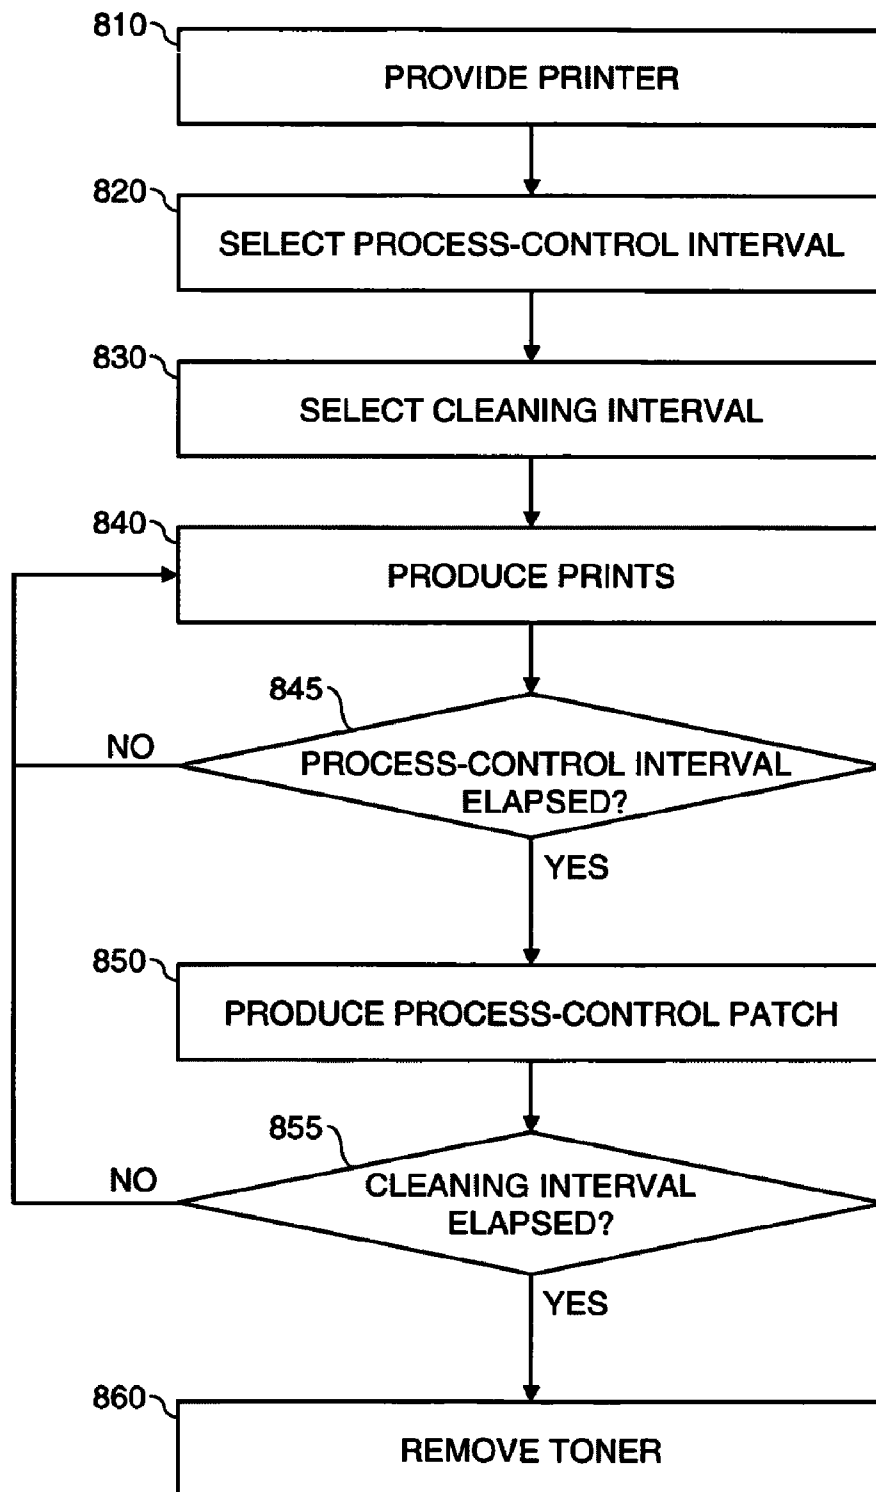 810
PROVIDE PRINTER
820
SELECT PROCESS-CONTROL INTERVAL
830
SELECT CLEANING INTERVAL
840
PRODUCE PRINTS
845
NO
PROCESS-CONTROL INTERVAL
ELAPSED?
YES
850
PRODUCE PROCESS-CONTROL PATCH
855
NO
CLEANING INTERVAL
ELAPSED?
YES
860
REMOVE TONER